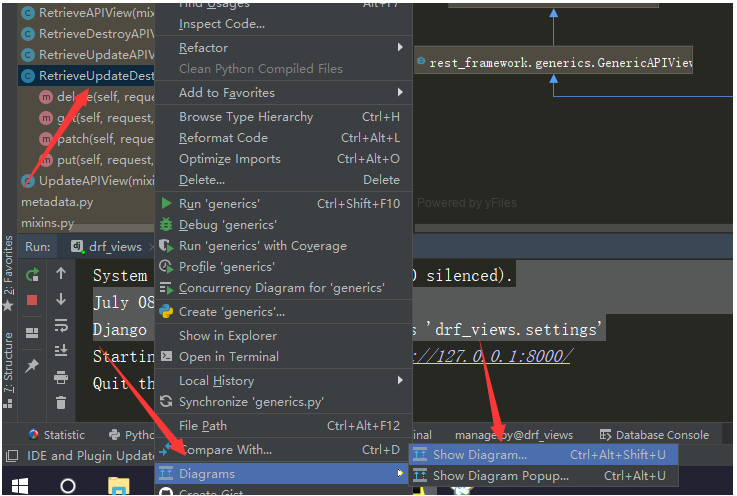 RetrieveAPIView(mix
Find Usages Alt+F7
RetrieveDestroyAPI
Inspect Code...
RetrieveUpdateAPIV
Refactor
RetrieveUpdateDest
Clean Python Compiled Files
rest_framework.generics.GenericAPIView
delete(self, reque
Add to Favorites
get(self, request,
Browse Type Hierarchy Ctrl+H
patch(self, reques
Reformat Code Ctrl+Alt+L
put(self, request,
Optimize Imports Ctrl+Alt+O
UpdateAPIView(mixi
Delete... Delete
metadata.py
Run 'generics' Ctrl+Shift+F10
Powered by yFiles
mixins.py
Debug 'generics'
Run: drf_views
Run 'generics' with Coverage
Profile 'generics'
System
0 silenced).
Concurrency Diagram for 'generics'
July 08
Create 'generics'...
Django
s 'drf_views.settings'
Show in Explorer
Startin
://127.0.0.1:8000/
Open in Terminal
Quit th
Local History
Synchronize 'generics.py'
File Path Ctrl+Alt+F12
2: Favorites
7: Structure
Statistic
Pytho
inal
manage.py@drf_views
Database Console
IDE and Plugin Update
Compare With... Ctrl+D
Diagrams
Show Diagram... Ctrl+Alt+Shift+U
Show Diagram Popup... Ctrl+Alt+U
Create Gist